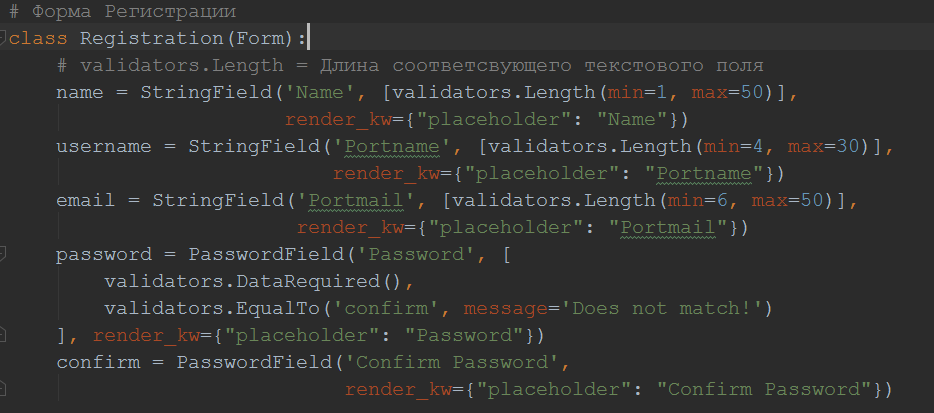 # Форма Регистрации
class Registration(Form):
    # validators.Length = Длина соответсвующего текстового поля
    name = StringField('Name', [validators.Length(min=1, max=50)],
                       render_kw={"placeholder": "Name"})
    username = StringField('Portname', [validators.Length(min=4, max=30)],
                           render_kw={"placeholder": "Portname"})
    email = StringField('Portmail', [validators.Length(min=6, max=50)],
                        render_kw={"placeholder": "Portmail"})
    password = PasswordField('Password', [
        validators.DataRequired(),
        validators.EqualTo('confirm', message='Does not match!')
    ], render_kw={"placeholder": "Password"})
    confirm = PasswordField('Confirm Password',
                            render_kw={"placeholder": "Confirm Password"})